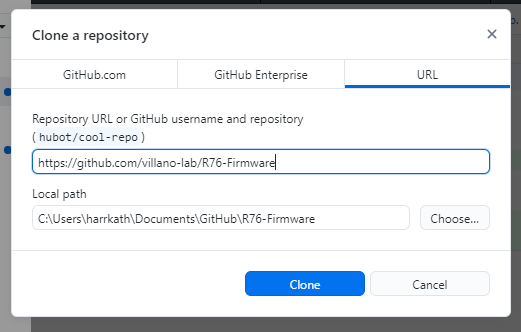 Clone a repository
GitHub.com
GitHub Enterprise
URL
Repository URL or GitHub username and repository
(hubot/cool-repo)
https://github.com/villano-lab/R76-Firmware
Local path
C:\Users\harrkath\Documents\GitHub\R76-Firmware
Choose...
Clone
Cancel